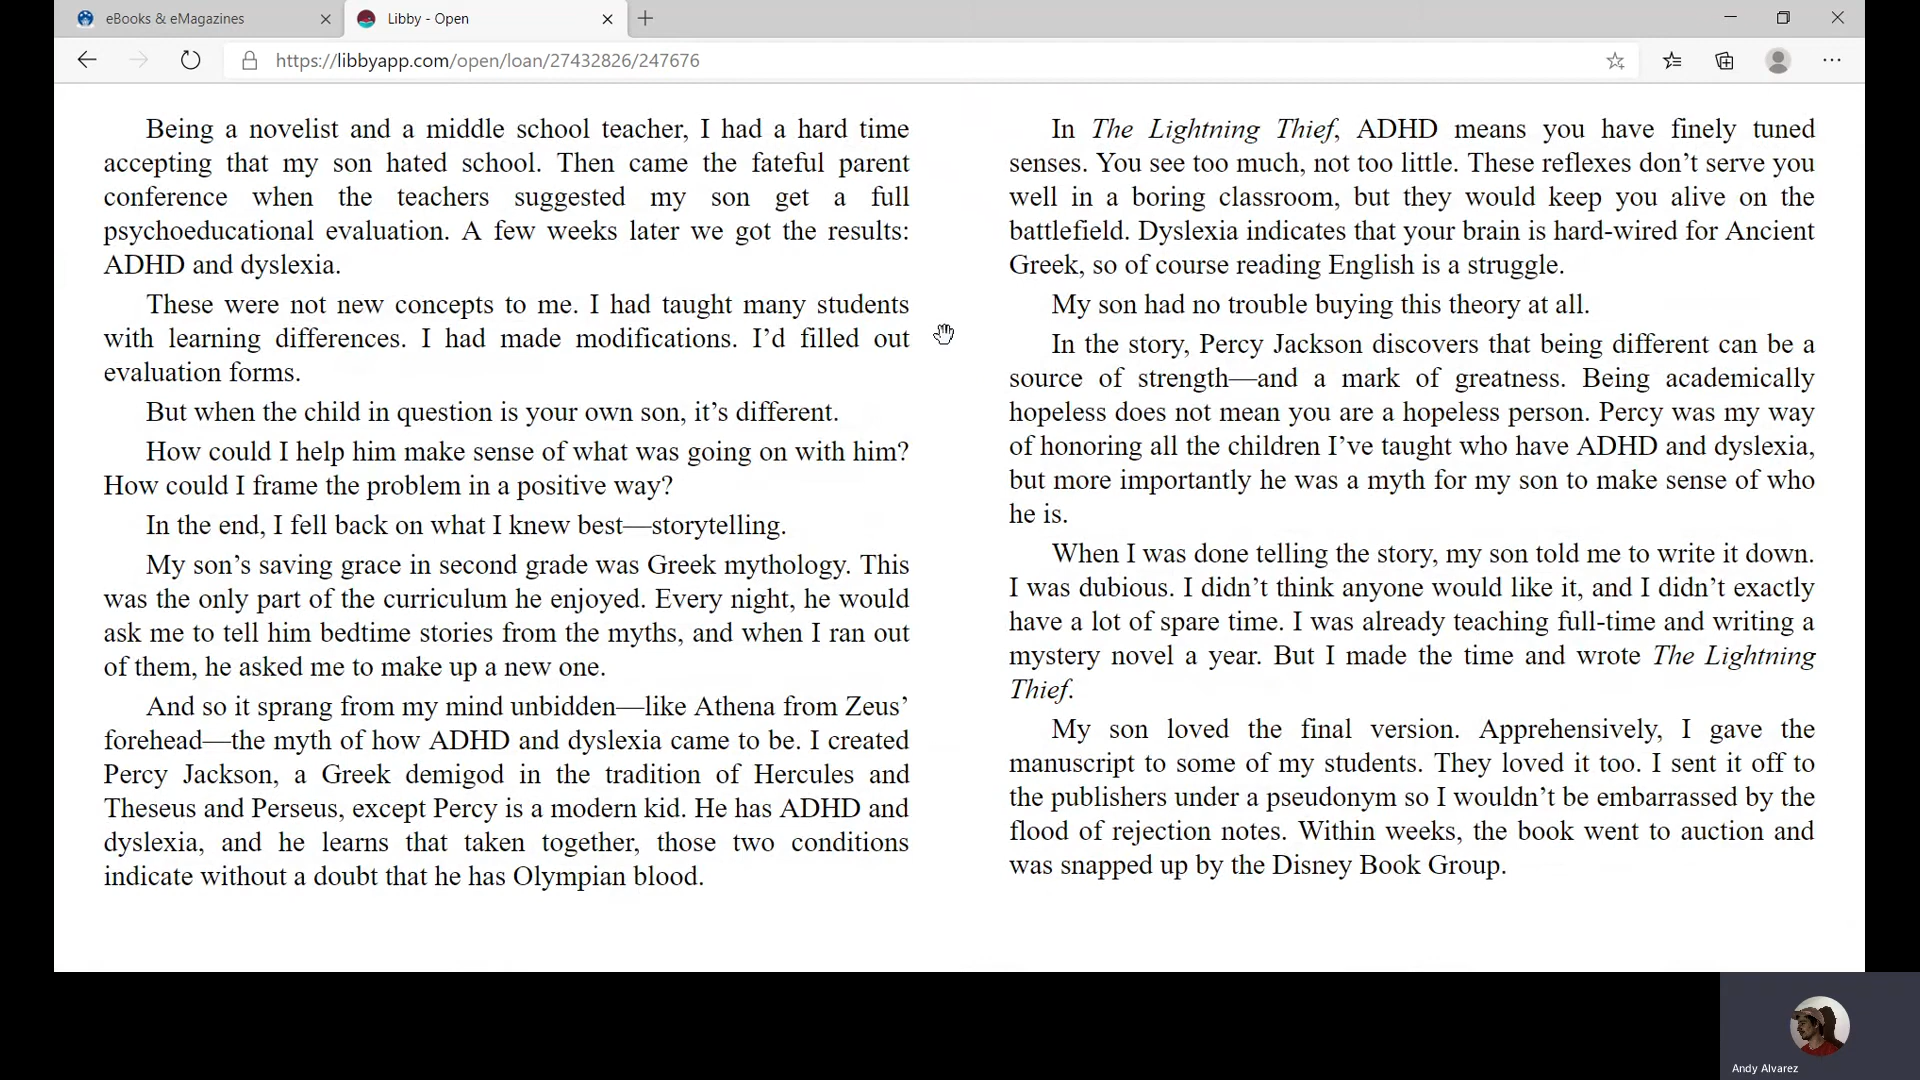 eBooks & eMagazines
Libby - Open
https://libbyapp.com/open/loan/27432826/247676
Being a novelist and a middle school teacher, I had a hard time
accepting that my son hated school. Then came the fateful parent
conference when the teachers suggested my son get a full
psychoeducational evaluation. A few weeks later we got the results:
ADHD and dyslexia.
These were not new concepts to me. I had taught many students
with learning differences. I had made modifications. I’d filled out
evaluation forms.
But when the child in question is your own son, it’s different.
How could I help him make sense of what was going on with him?
How could I frame the problem in a positive way?
In the end, I fell back on what I knew best—storytelling.
My son’s saving grace in second grade was Greek mythology. This
was the only part of the curriculum he enjoyed. Every night, he would
ask me to tell him bedtime stories from the myths, and when I ran out
of them, he asked me to make up a new one.
And so it sprang from my mind unbidden—like Athena from Zeus’
forehead—the myth of how ADHD and dyslexia came to be. I created
Percy Jackson, a Greek demigod in the tradition of Hercules and
Theseus and Perseus, except Percy is a modern kid. He has ADHD and
dyslexia, and he learns that taken together, those two conditions
indicate without a doubt that he has Olympian blood.
In The Lightning Thief, ADHD means you have finely tuned
senses. You see too much, not too little. These reflexes don’t serve you
well in a boring classroom, but they would keep you alive on the
battlefield. Dyslexia indicates that your brain is hard-wired for Ancient
Greek, so of course reading English is a struggle.
My son had no trouble buying this theory at all.
In the story, Percy Jackson discovers that being different can be a
source of strength—and a mark of greatness. Being academically
hopeless does not mean you are a hopeless person. Percy was my way
of honoring all the children I’ve taught who have ADHD and dyslexia,
but more importantly he was a myth for my son to make sense of who
he is.
When I was done telling the story, my son told me to write it down.
I was dubious. I didn’t think anyone would like it, and I didn’t exactly
have a lot of spare time. I was already teaching full-time and writing a
mystery novel a year. But I made the time and wrote The Lightning
Thief.
My son loved the final version. Apprehensively, I gave the
manuscript to some of my students. They loved it too. I sent it off to
the publishers under a pseudonym so I wouldn’t be embarrassed by the
flood of rejection notes. Within weeks, the book went to auction and
was snapped up by the Disney Book Group.
Andy Alvarez